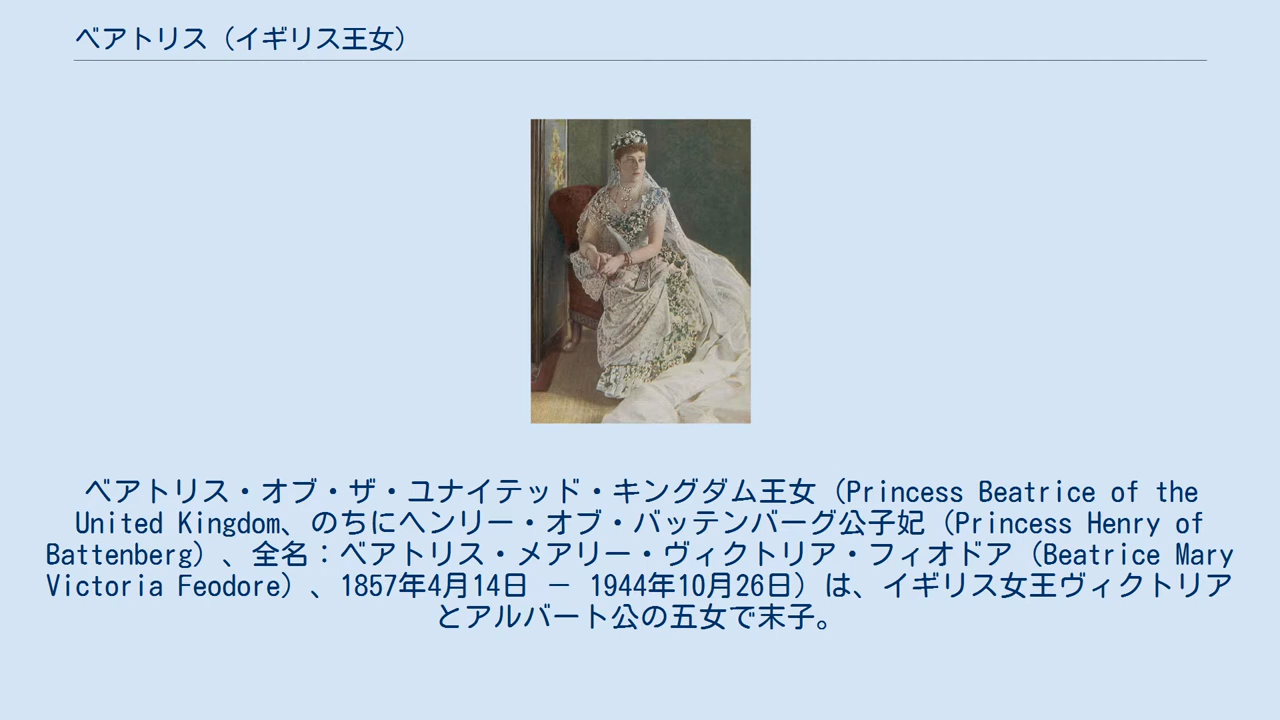 ベアトリス（イギリス王女）
ベアトリス・オブ・ザ・ユナイテッド・キングダム王女（Princess Beatrice of the
United Kingdom、のちにヘンリー・オブ・バッテンバーグ公子妃（Princess Henry of
Battenberg）、全名：ベアトリス・メアリー・ヴィクトリア・フィオドア（Beatrice Mary
Victoria Feodore）、1857年4月14日 － 1944年10月26日）は、イギリス女王ヴィクトリア
とアルバート公の五女で末子。